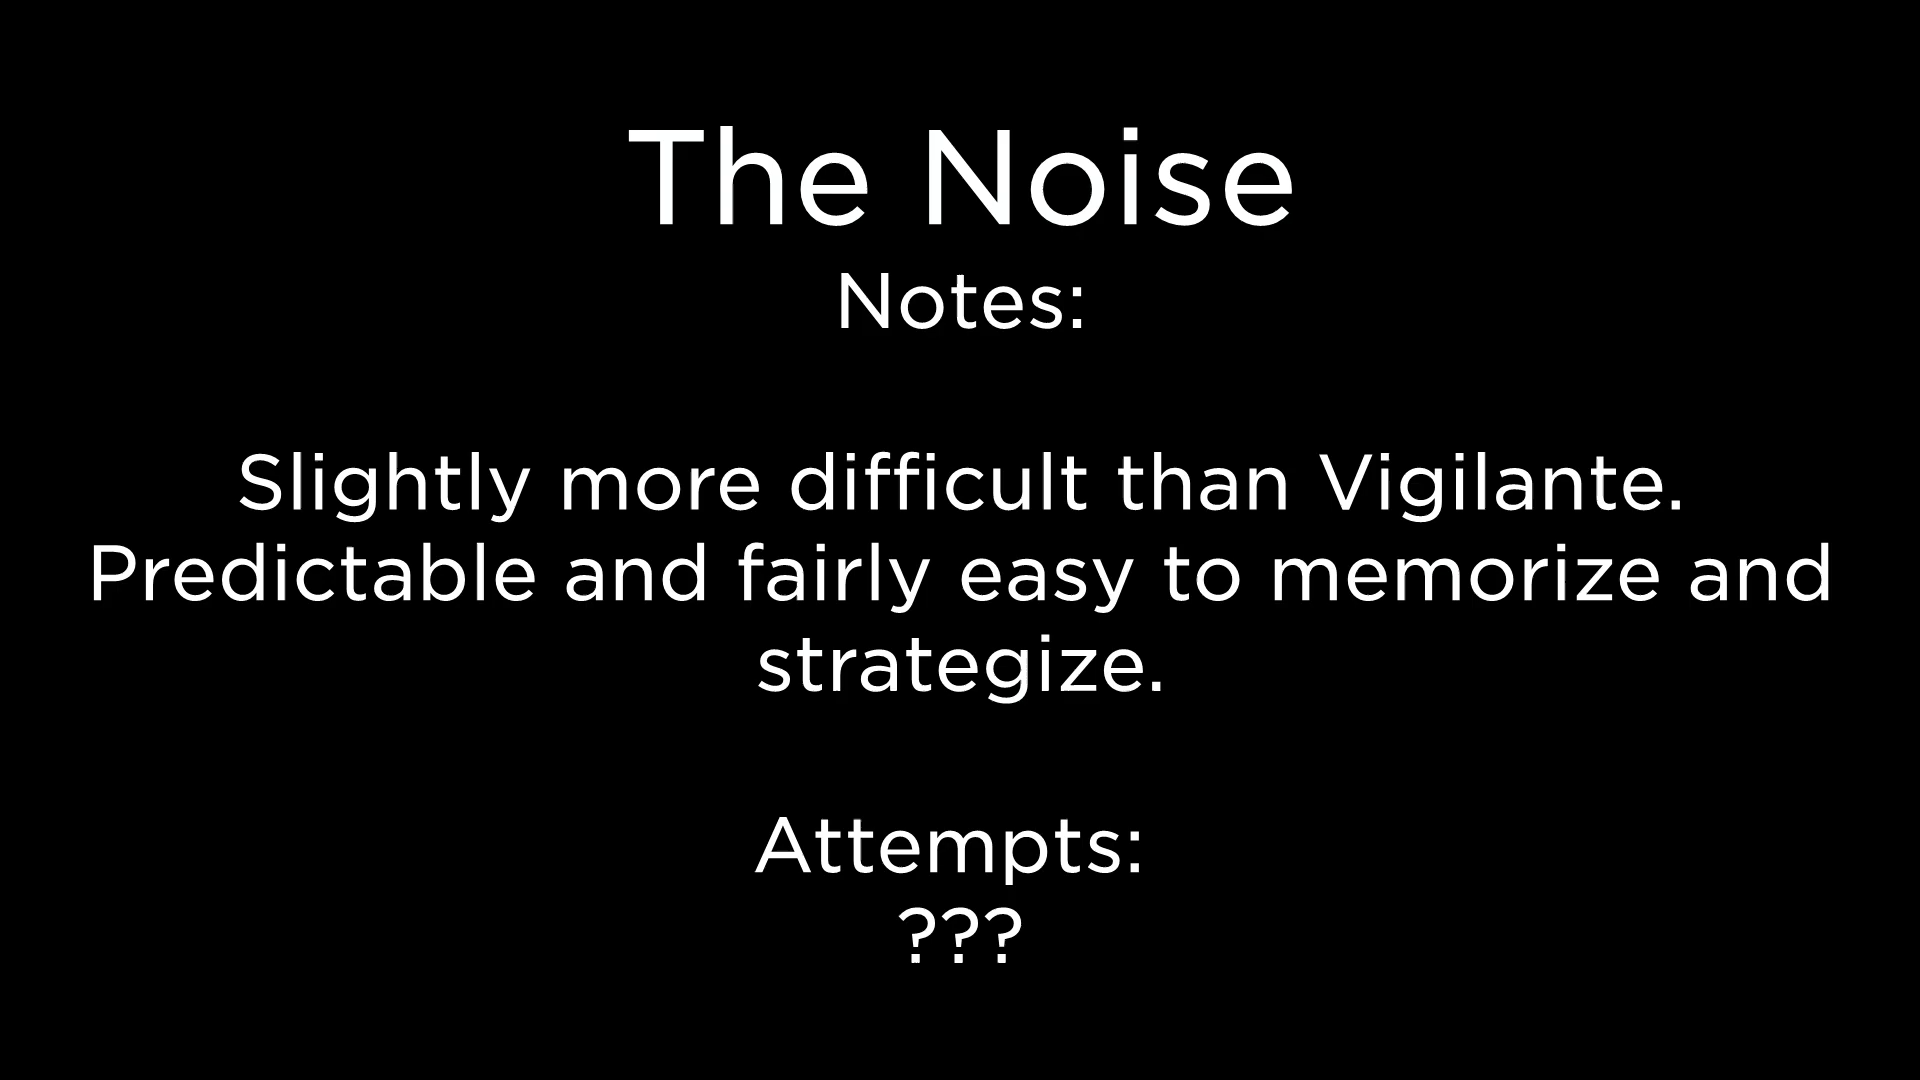 The Noise
Notes:
Slightly more difficult than Vigilante.
Predictable and fairly easy to memorize and
strategize.
Attempts:
???